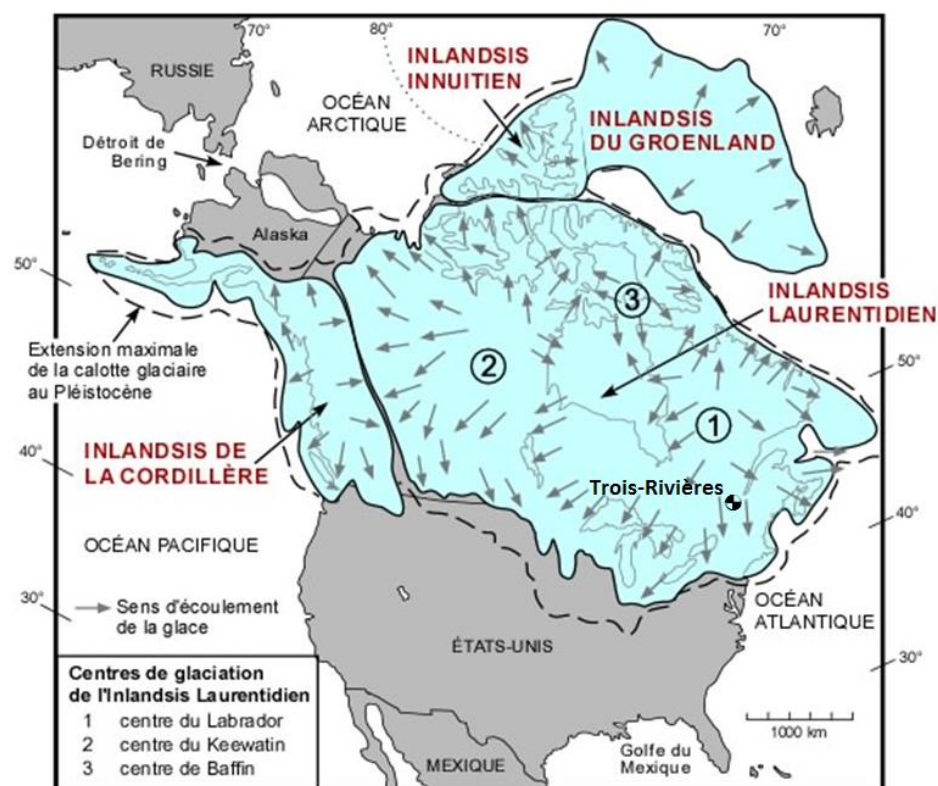 70°
80°
70°
RUSSIE
INLANDSIS
INNUITIEN
OCÉAN
ARCTIQUE
INLANDSIS
DU GROENLAND
Détroit de
Bering
Alaska
50°
3
INLANDSIS
LAURENTIDIEN
Extension maximale
de la calotte glaciaire
au Pléistocène
2
50°
1
40°
INLANDSIS DE
LA CORDILLÈRE
Trois-Rivières
40°
OCÉAN PACIFIQUE
30°
Sens d'écoulement
de la glace
OCÉAN
ATLANTIQUE
ÉTATS-UNIS
30°
Centres de glaciation
de l'Inlandsis Laurentidien
1 centre du Labrador
2 centre du Keewatin
3 centre de Baffin
1000 km
Golfe du
Mexique
MEXIQUE